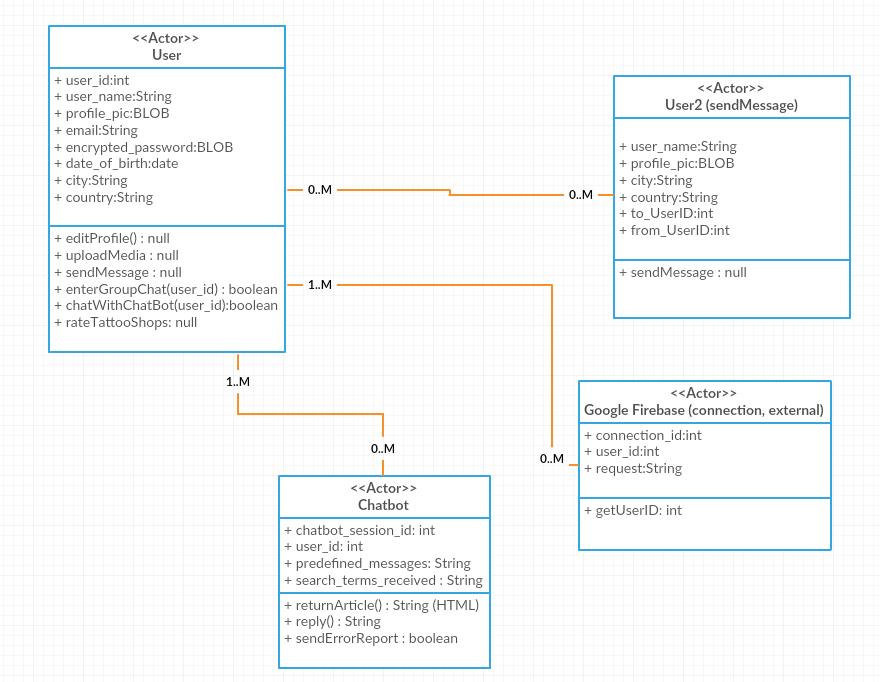 <<Actor>>
User
+ user_id:int
+ user_name:String
+ profile_pic:BLOB
+ email:String
+ encrypted_password:BLOB
+ date_of_birth:date
+ city:String
+ country:String
+ editProfile() : null
+ uploadMedia : null
+ sendMessage : null
+ enterGroupChat(user_id) : boolean
+ chatWithChatBot(user_id):boolean
+ rateTattooShops: null
0..M
0..M
<<Actor>>
User2 (sendMessage)
+ user_name:String
+ profile_pic:BLOB
+ city:String
+ country:String
+ to_UserID:int
+ from_UserID:int
+ sendMessage : null
1..M
0..M
<<Actor>>
Google Firebase (connection, external)
+ connection_id:int
+ user_id:int
+ request:String
+ getUserID: int
1..M
0..M
<<Actor>>
Chatbot
+ chatbot_session_id: int
+ user_id: int
+ predefined_messages: String
+ search_terms_received : String
+ returnArticle() : String (HTML)
+ reply() : String
+ sendErrorReport : boolean